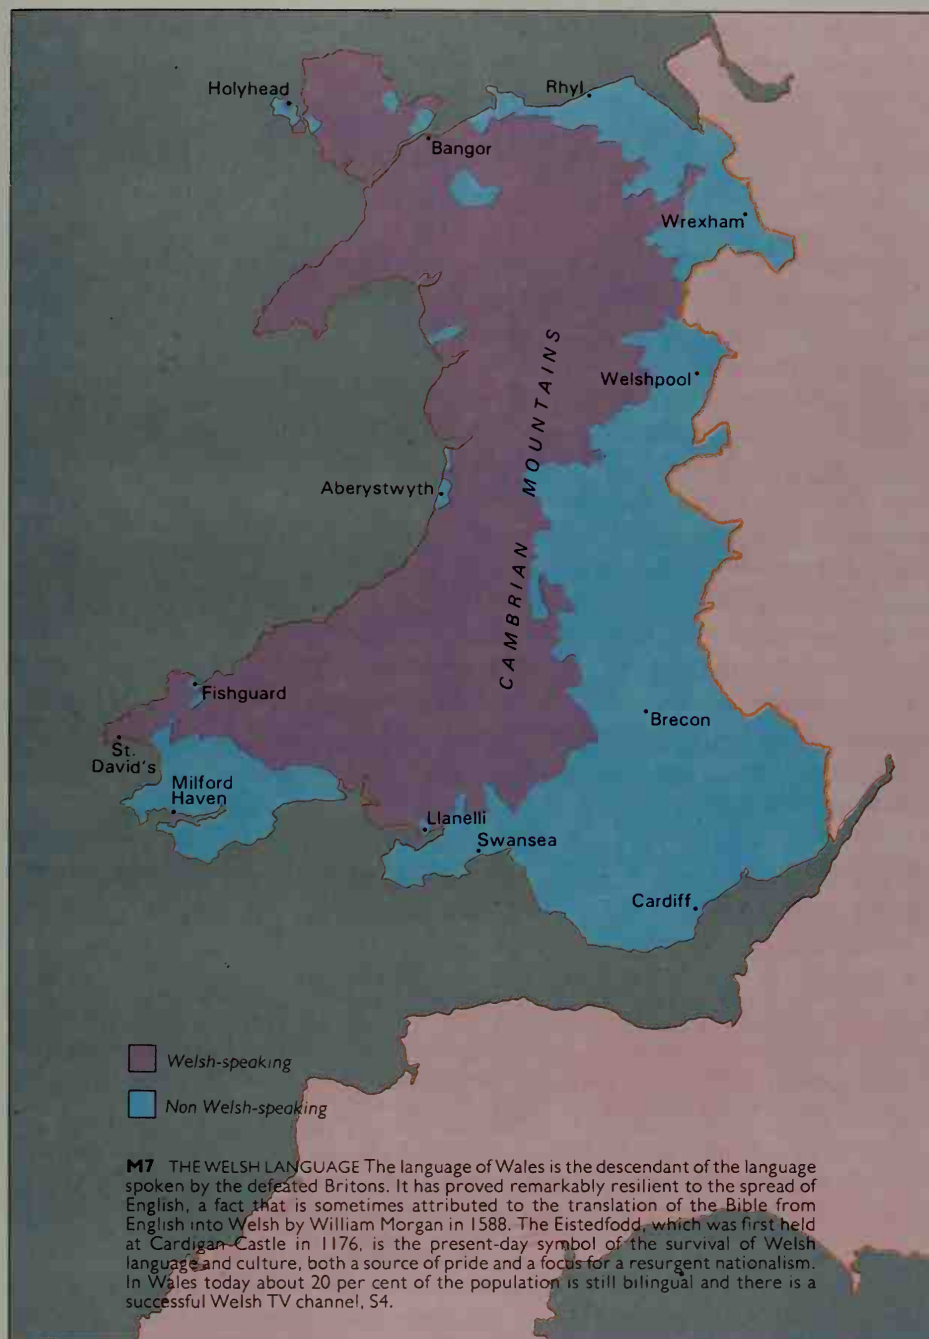 Holyhead
Rhyl
Bangor
Wrexham
CAMBRIAN MOUNTAINS
Welshpool
Aberystwyth
Fishguard
Brecon
St.
David's
Milford
Haven
Llanelli
Swansea
Cardiff
Welsh-speaking
Non Welsh-speaking
M7 THE WELSH LANGUAGE The language of Wales is the descendant of the language
spoken by the defeated Britons. It has proved remarkably resilient to the spread of
English, a fact that is sometimes attributed to the translation of the Bible from
English into Welsh by William Morgan in 1588. The Eistedfodd, which was first held
at Cardigan Castle in 1176, is the present-day symbol of the survival of Welsh
language and culture, both a source of pride and a focus for a resurgent nationalism.
In Wales today about 20 per cent of the population is still bilingual and there is a
successful Welsh TV channel, S4.